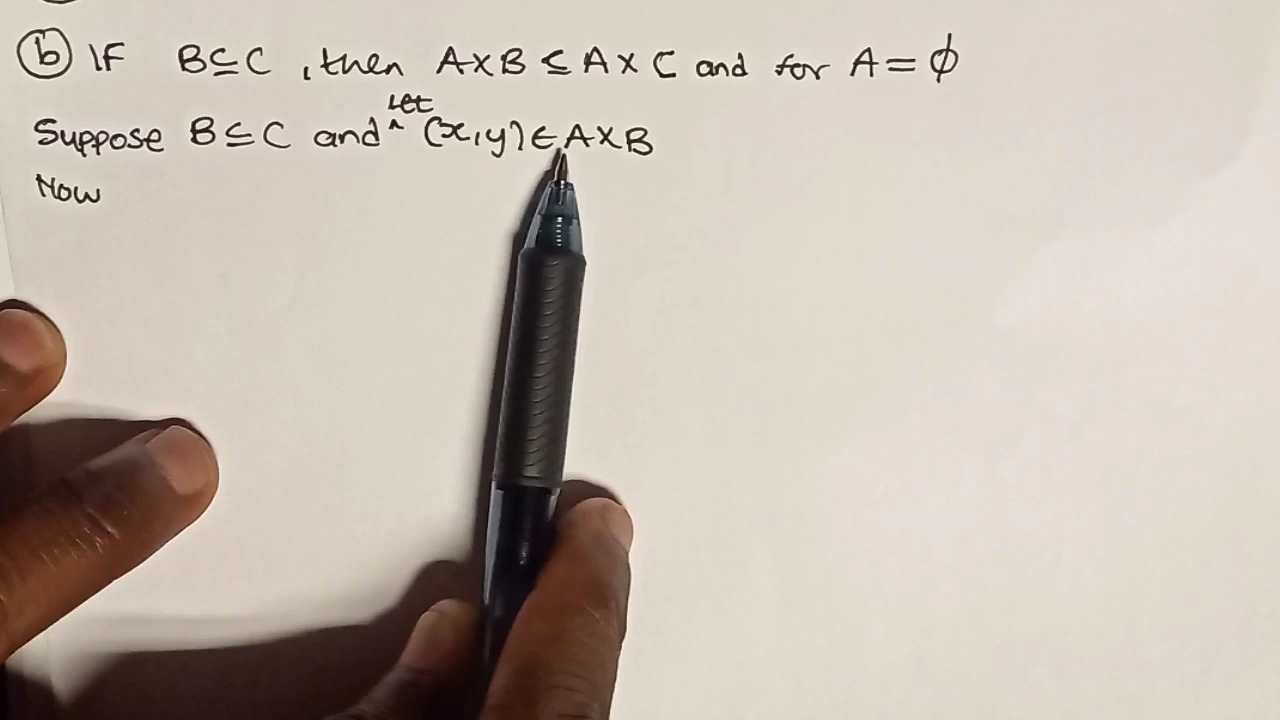 (b) IF B⊆C, then A×B ⊆ A×C and for A=∅
Suppose B⊆C and ^let (x,y)∈A×B
Now